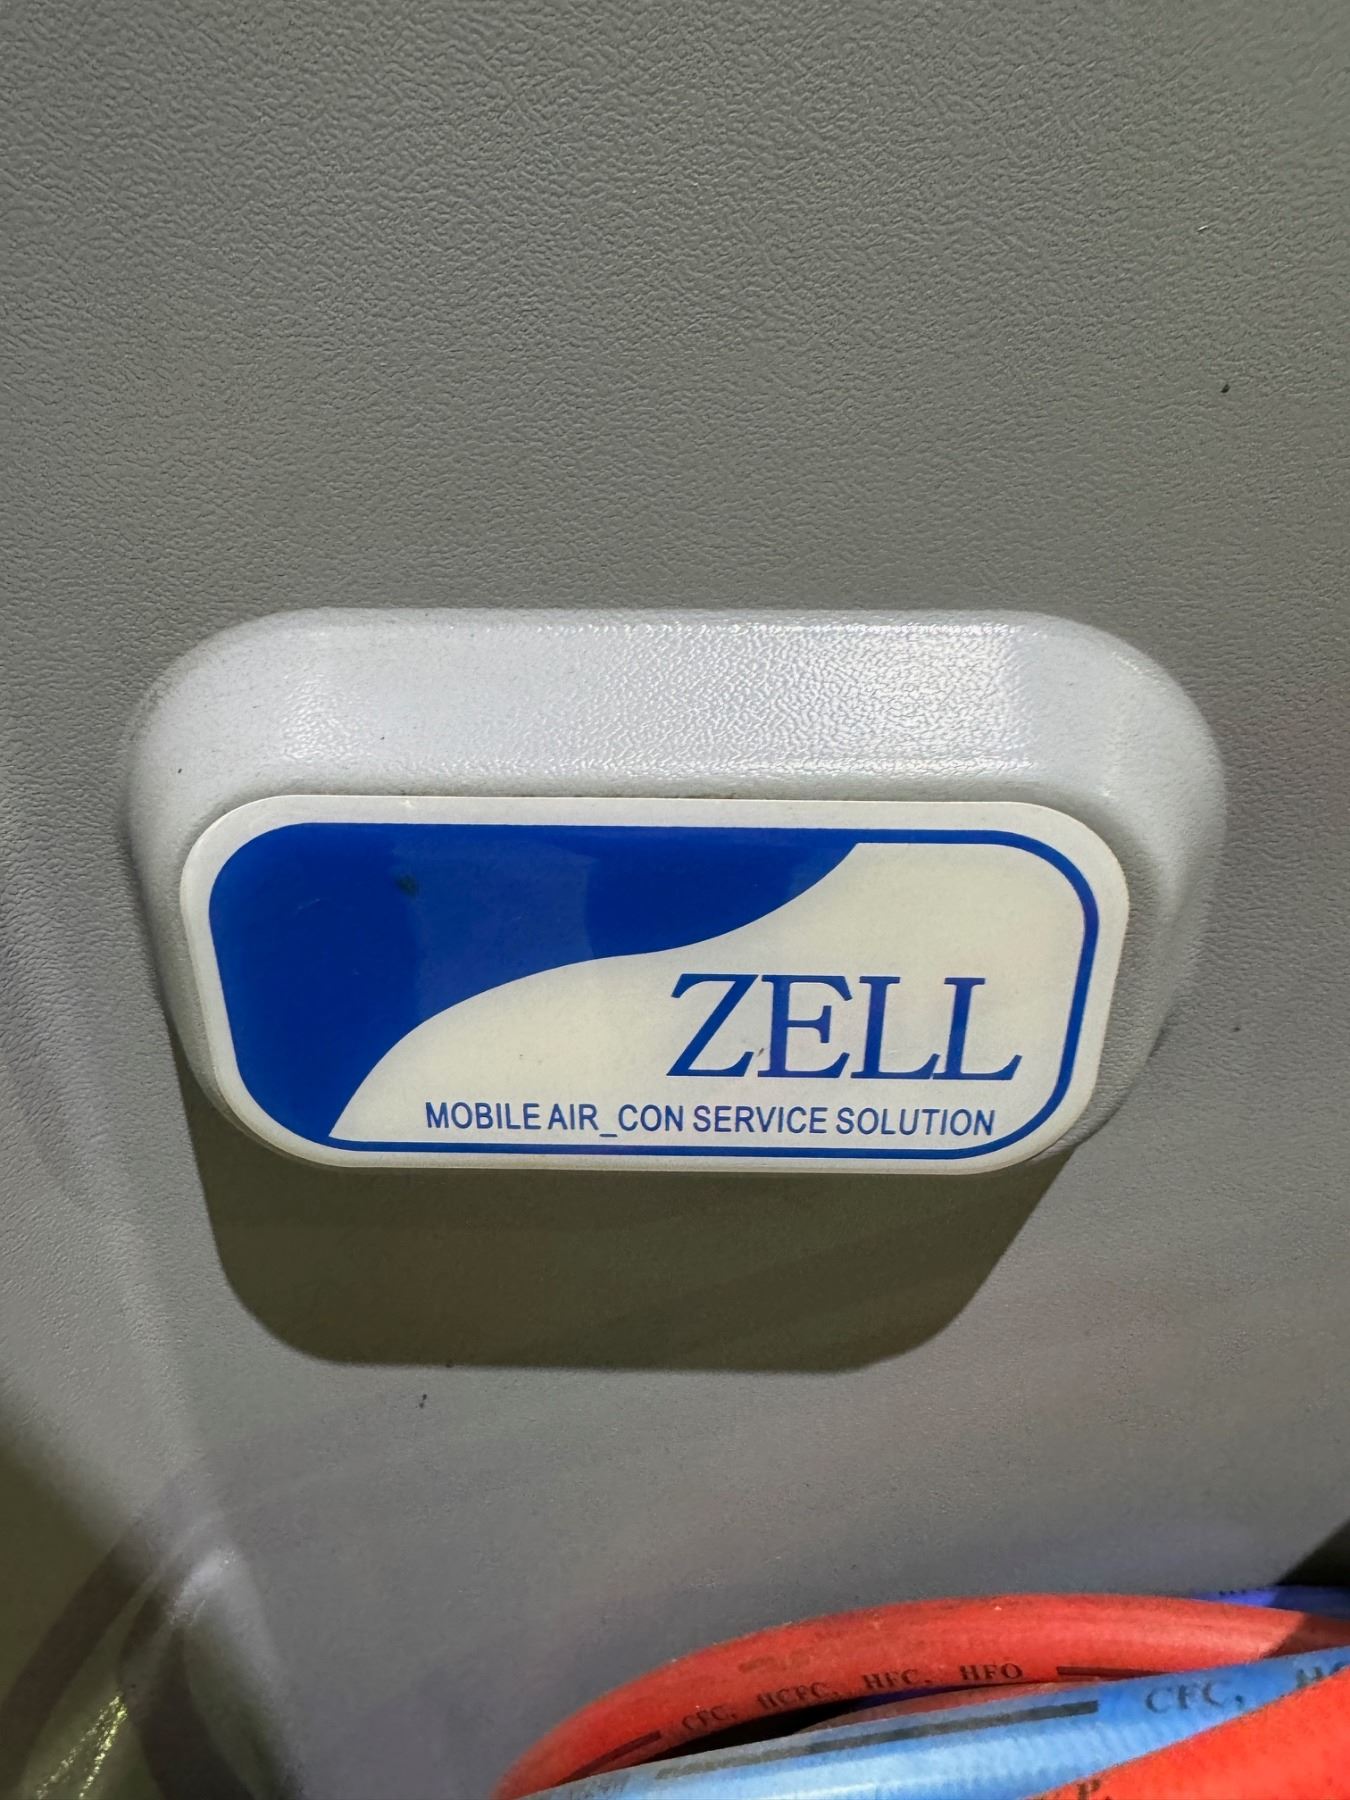 ZELL
MOBILE AIR_CON SERVICE SOLUTION
CFC, HCFC, HFC, HFO
CFC,